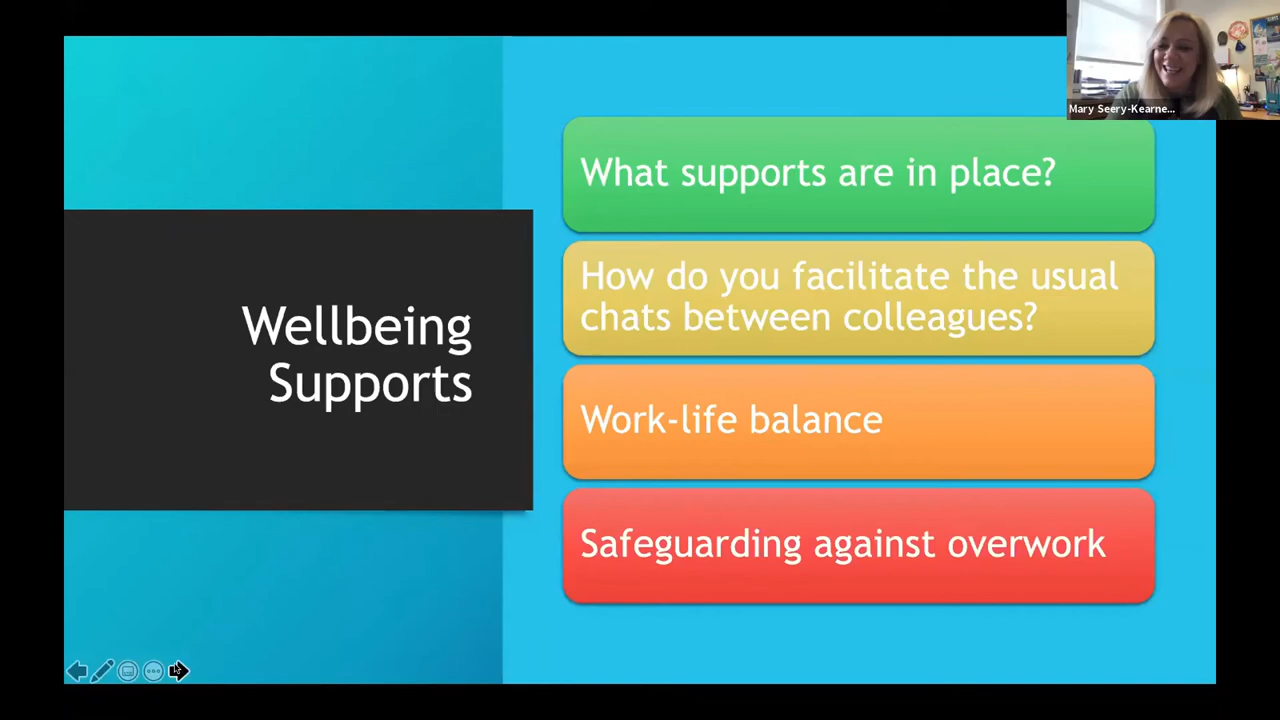 Mary Seery-Kearne...
What supports are in place?
How do you facilitate the usual
chats between colleagues?
Wellbeing
Supports
Work-life balance
Safeguarding against overwork